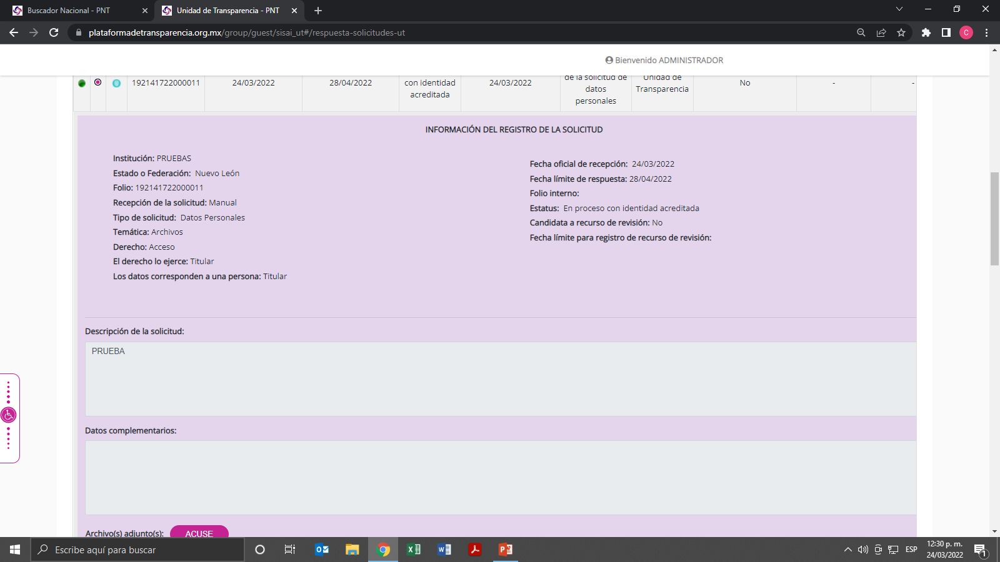 Buscador Nacional - PNT
Unidad de Transparencia - PNT
plataformadetransparencia.org.mx/group/guest/sisai_ut#/respuesta-solicitudes-ut
C
Bienvenido ADMINISTRADOR
192141722000011
24/03/2022
28/04/2022
con identidad
acreditada
24/03/2022
de la solicitud de
datos
personales
Unidad de
Transparencia
No
-
-
INFORMACIÓN DEL REGISTRO DE LA SOLICITUD
Institución: PRUEBAS
Estado o Federación: Nuevo León
Folio: 192141722000011
Recepción de la solicitud: Manual
Tipo de solicitud: Datos Personales
Temática: Archivos
Derecho: Acceso
El derecho lo ejerce: Titular
Los datos corresponden a una persona: Titular
Fecha oficial de recepción: 24/03/2022
Fecha límite de respuesta: 28/04/2022
Folio interno:
Estatus: En proceso con identidad acreditada
Candidata a recurso de revisión: No
Fecha límite para registro de recurso de revisión:
Descripción de la solicitud:
PRUEBA
Datos complementarios:
Archivo(s) adjunto(s): ACUSE
Escribe aquí para buscar
ESP
12:30 p. m.
24/03/2022
1